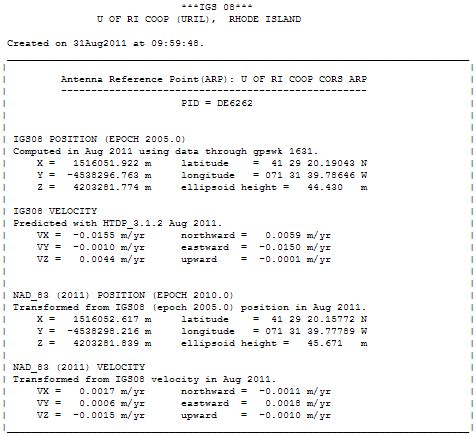 ***IGS 08***
U OF RI COOP (URIL), RHODE ISLAND
Created on 31Aug2011 at 09:59:48.
Antenna Reference Point(ARP): U OF RI COOP CORS ARP
PID = DE6262
IGS08 POSITION (EPOCH 2005.0)
Computed in Aug 2011 using data through gpswk 1631.
X = 1516051.922 m latitude = 41 29 20.19043 N
Y = -4538296.763 m longitude = 071 31 39.78646 W
Z = 4203281.774 m ellipsoid height = 44.430 m
IGS08 VELOCITY
Predicted with HTDP_3.1.2 Aug 2011.
VX = -0.0155 m/yr northward = 0.0059 m/yr
VY = -0.0010 m/yr eastward = -0.0150 m/yr
VZ = 0.0044 m/yr upward = -0.0001 m/yr
NAD_83 (2011) POSITION (EPOCH 2010.0)
Transformed from IGS08 (epoch 2005.0) position in Aug 2011.
X = 1516052.617 m latitude = 41 29 20.15772 N
Y = -4538298.216 m longitude = 071 31 39.77789 W
Z = 4203281.839 m ellipsoid height = 45.671 m
NAD_83 (2011) VELOCITY
Transformed from IGS08 velocity in Aug 2011.
VX = 0.0017 m/yr northward = -0.0011 m/yr
VY = 0.0006 m/yr eastward = 0.0018 m/yr
VZ = -0.0015 m/yr upward = -0.0010 m/yr